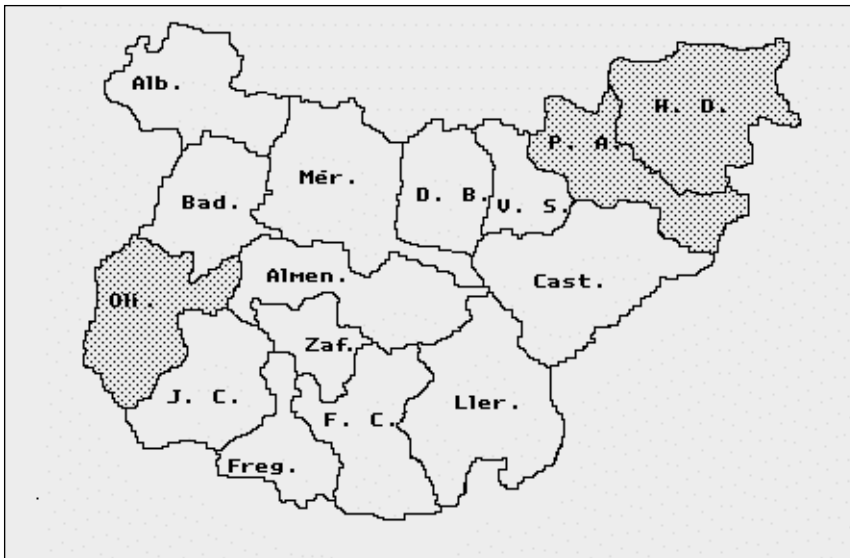 Alb.
H. D.
P. A.
Mér.
D. B.
V. S.
Bad.
Almen.
Cast.
Oli.
Zaf.
J. C.
F. C.
Ller.
Freg.